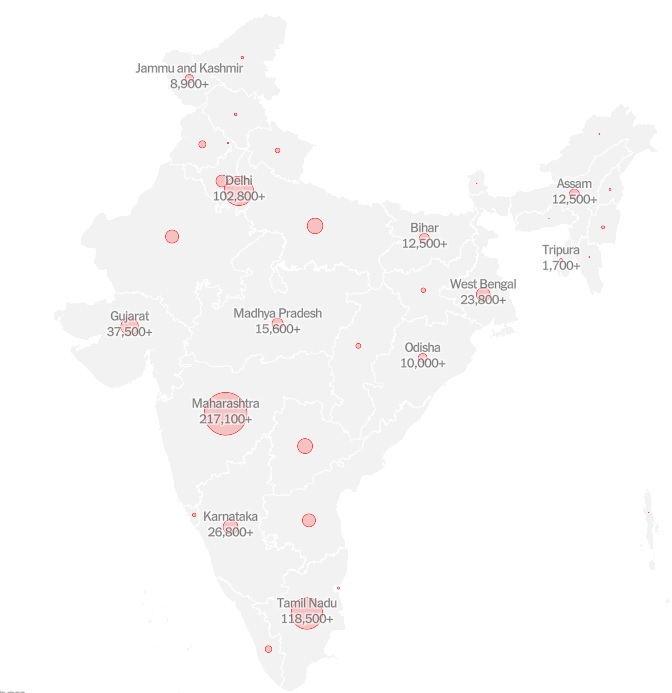 Jammu and Kashmir
8,900+
Delhi
102,800+
Assam
12,500+
Bihar
12,500+
Tripura
1,700+
West Bengal
23,800+
Gujarat
37,500+
Madhya Pradesh
15,600+
Odisha
10,000+
Maharashtra
217,100+
Karnataka
26,800+
Tamil Nadu
118,500+